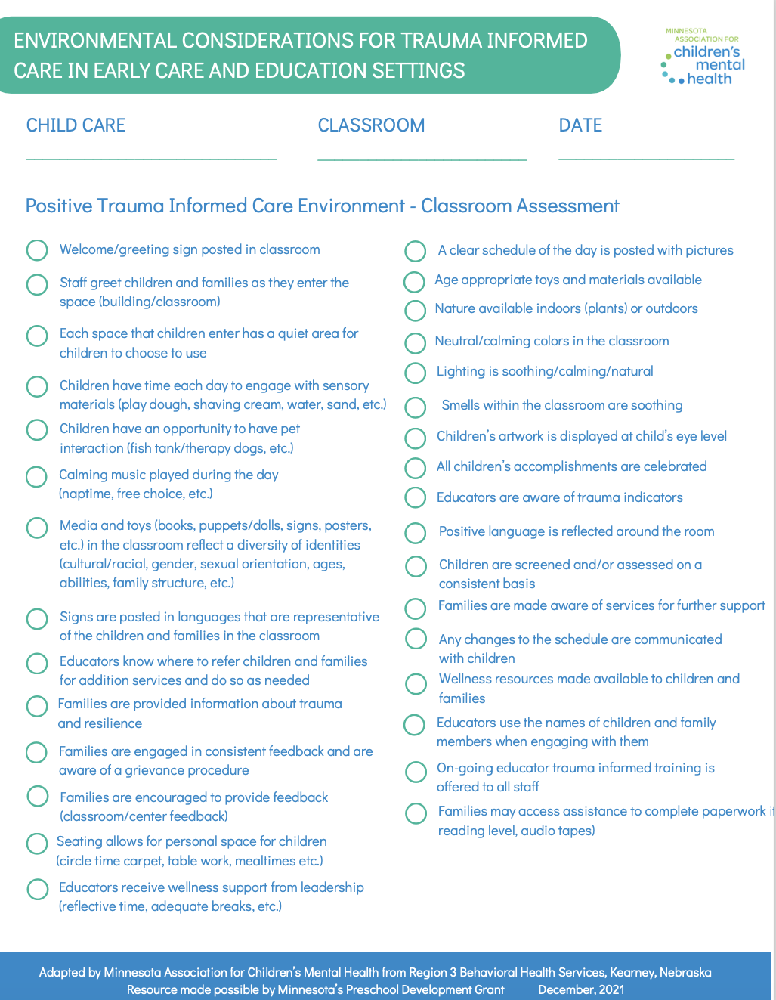 ENVIRONMENTAL CONSIDERATIONS FOR TRAUMA INFORMED
CARE IN EARLY CARE AND EDUCATION SETTINGS
MINNESOTA
ASSOCIATION FOR
children's
mental
health
CHILD CARE
CLASSROOM
DATE
Positive Trauma Informed Care Environment - Classroom Assessment
Welcome/greeting sign posted in classroom
Staff greet children and families as they enter the
space (building/classroom)
Each space that children enter has a quiet area for
children to choose to use
Children have time each day to engage with sensory
materials (play dough, shaving cream, water, sand, etc.)
Children have an opportunity to have pet
interaction (fish tank/therapy dogs, etc.)
Calming music played during the day
(naptime, free choice, etc.)
Media and toys (books, puppets/dolls, signs, posters,
etc.) in the classroom reflect a diversity of identities
(cultural/racial, gender, sexual orientation, ages,
abilities, family structure, etc.)
Signs are posted in languages that are representative
of the children and families in the classroom
Educators know where to refer children and families
for addition services and do so as needed
Families are provided information about trauma
and resilience
Families are engaged in consistent feedback and are
aware of a grievance procedure
Families are encouraged to provide feedback
(classroom/center feedback)
Seating allows for personal space for children
(circle time carpet, table work, mealtimes etc.)
Educators receive wellness support from leadership
(reflective time, adequate breaks, etc.)
A clear schedule of the day is posted with pictures
Age appropriate toys and materials available
Nature available indoors (plants) or outdoors
Neutral/calming colors in the classroom
Lighting is soothing/calming/natural
Smells within the classroom are soothing
Children's artwork is displayed at child's eye level
All children's accomplishments are celebrated
Educators are aware of trauma indicators
Positive language is reflected around the room
Children are screened and/or assessed on a
consistent basis
Families are made aware of services for further support
Any changes to the schedule are communicated
with children
Wellness resources made available to children and
families
Educators use the names of children and family
members when engaging with them
On-going educator trauma informed training is
offered to all staff
Families may access assistance to complete paperwork
reading level, audio tapes)
Adapted by Minnesota Association for Children's Mental Health from Region 3 Behavioral Health Services, Kearney, Nebraska
Resource made possible by Minnesota's Preschool Development Grant December, 2021